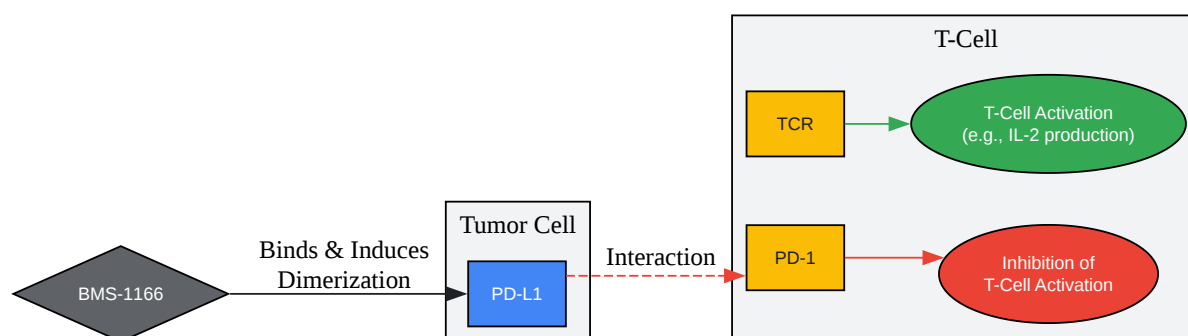 T-Cell
TCR
T-Cell Activation
(e.g., IL-2 production)
Tumor Cell
Binds & Induces
Dimerization
Interaction
PD-1
BMS-1166
PD-L1
Inhibition of
T-Cell Activation